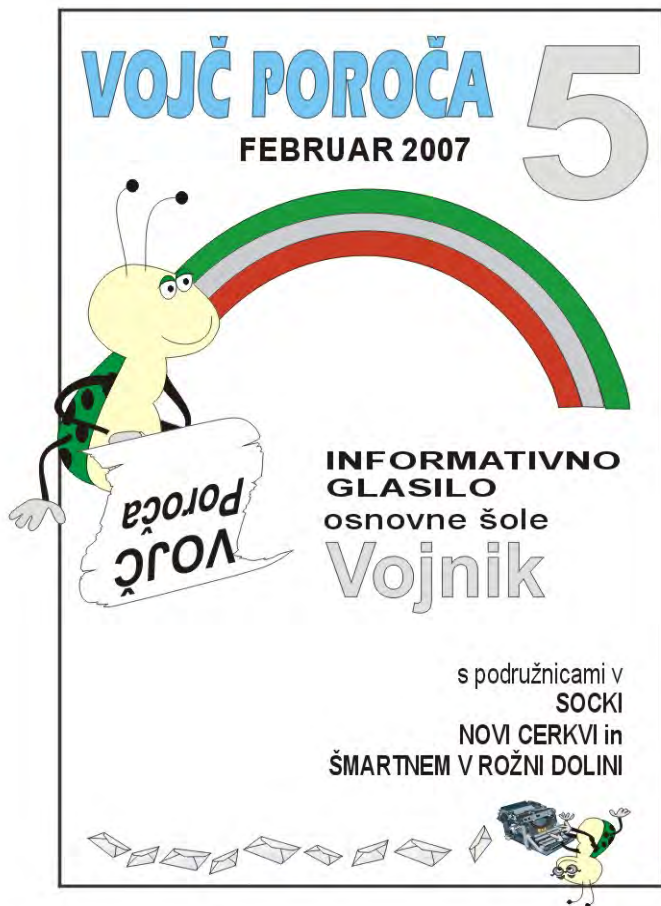 VOJČ POROČA 5
FEBRUAR 2007
VOJČ
Poroča
INFORMATIVNO
GLASILO
osnovne šole
Vojnik
s podružnicami v
SOCKI
NOVI CERKVI in
ŠMARTNEM V ROŽNI DOLINI